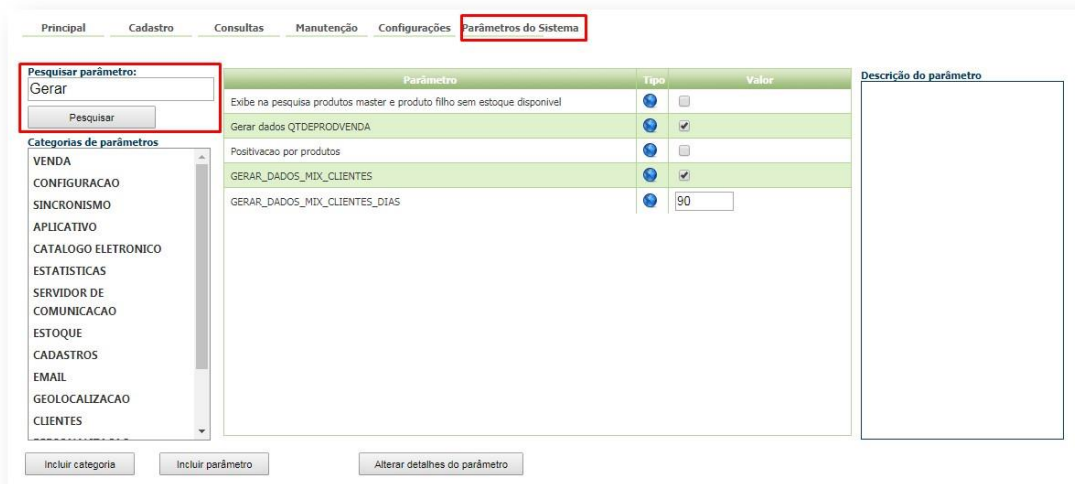 Principal Cadastro Consultas Manutenção Configurações Parâmetros do Sistema
Pesquisar parâmetro:
Gerar
Pesquisar
Categorias de parâmetros
VENDA
CONFIGURACAO
SINCRONISMO
APLICATIVO
CATALOGO ELETRONICO
ESTATISTICAS
SERVIDOR DE
COMUNICACAO
ESTOQUE
CADASTROS
EMAIL
GEOLOCALIZACAO
CLIENTES
Parâmetro Tipo Valor
Exibe na pesquisa produtos master e produto filho sem estoque disponivel
Gerar dados QTDEPRODVENDA
Positivacao por produtos
GERAR_DADOS_MIX_CLIENTES
GERAR_DADOS_MIX_CLIENTES_DIAS 90
Descrição do parâmetro
Incluir categoria Incluir parâmetro Alterar detalhes do parâmetro